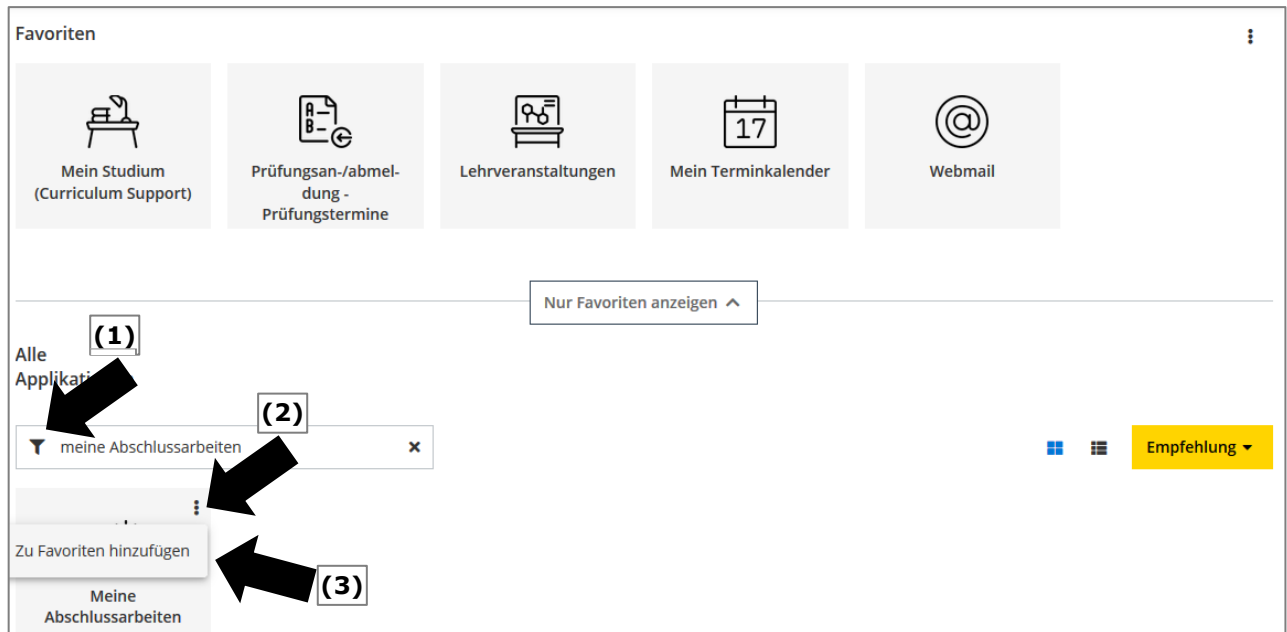 Favoriten
Mein Studium
(Curriculum Support)
Prüfungsan-/abmel-
dung -
Prüfungstermine
Lehrveranstaltungen
17
Mein Terminkalender
Webmail
Nur Favoriten anzeigen
(1)
Alle
(2)
meine Abschlussarbeiten
Empfehlung
Zu Favoriten hinzufügen
(3)
Meine
Abschlussarbeiten